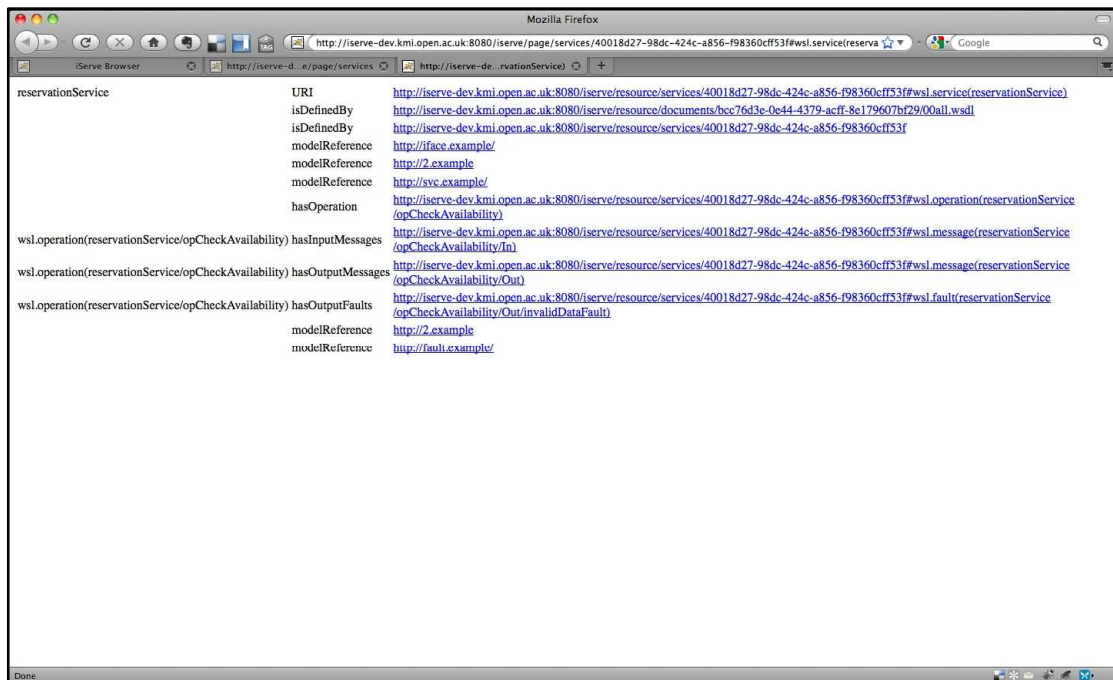 Mozilla Firefox
http://iserve-dev.kmi.open.ac.uk:8080/iserve/page/services/40018d27-98dc-424c-a856-f98360cff53f#wsl.service(reserva
Google
TAG
iServe Browser
http://iserve-d...e/page/services
http://iserve-de...rvationService)
reservationService URI http://iserve-dev.kmi.open.ac.uk:8080/iserve/resource/services/40018d27-98dc-424c-a856-f98360cff53f#wsl.service(reservationService)
isDefinedBy http://iserve-dev.kmi.open.ac.uk:8080/iserve/resource/documents/bcc76d3e-0e44-4379-acff-8e179607bf29/00all.wsdl
isDefinedBy http://iserve-dev.kmi.open.ac.uk:8080/iserve/resource/services/40018d27-98dc-424c-a856-f98360cff53f
modelReference http://iface.example/
modelReference http://2.example
modelReference http://svc.example/
hasOperation http://iserve-dev.kmi.open.ac.uk:8080/iserve/resource/services/40018d27-98dc-424c-a856-f98360cff53f#wsl.operation(reservationService
/opCheckAvailability)
wsl.operation(reservationService/opCheckAvailability) hasInputMessages http://iserve-dev.kmi.open.ac.uk:8080/iserve/resource/services/40018d27-98dc-424c-a856-f98360cff53f#wsl.message(reservationService
/opCheckAvailability/In)
wsl.operation(reservationService/opCheckAvailability) hasOutputMessages http://iserve-dev.kmi.open.ac.uk:8080/iserve/resource/services/40018d27-98dc-424c-a856-f98360cff53f#wsl.message(reservationService
/opCheckAvailability/Out)
wsl.operation(reservationService/opCheckAvailability) hasOutputFaults http://iserve-dev.kmi.open.ac.uk:8080/iserve/resource/services/40018d27-98dc-424c-a856-f98360cff53f#wsl.fault(reservationService
/opCheckAvailability/Out/invalidDataFault)
modelReference http://2.example
modelReference http://fault.example/
Done